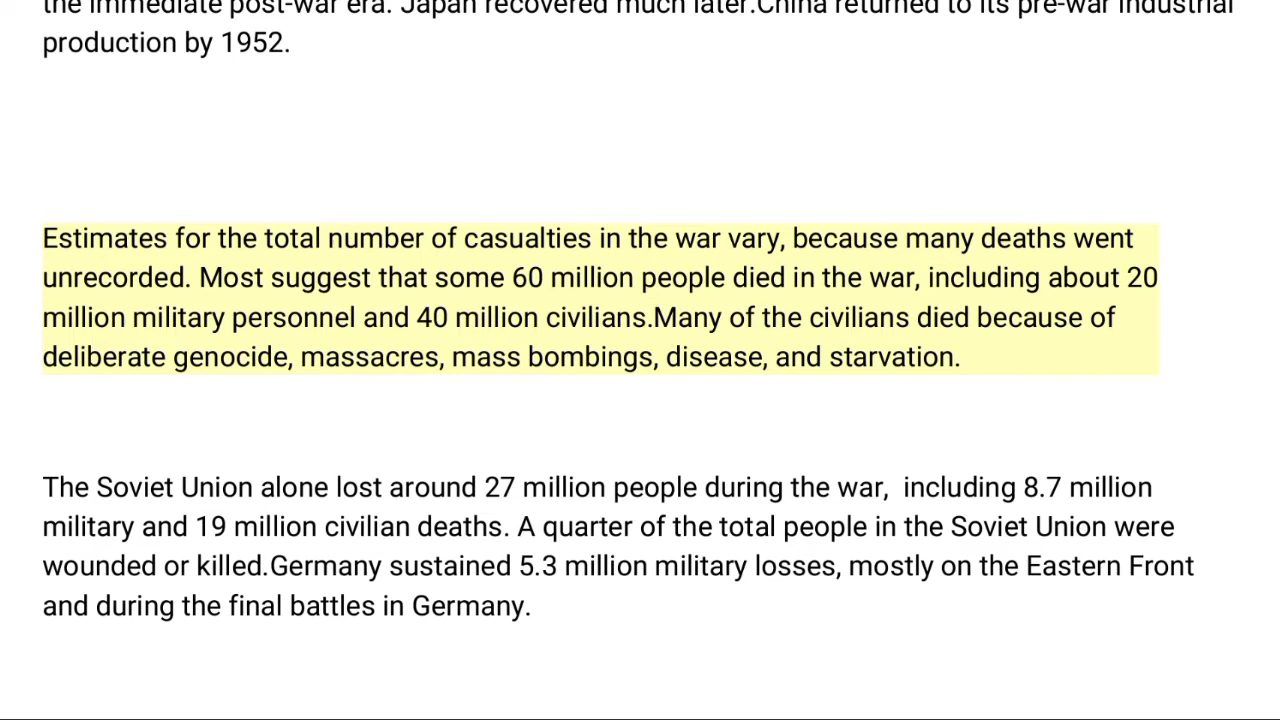 the immediate post-war era. Japan recovered much later.China returned to its pre-war industrial
production by 1952.
Estimates for the total number of casualties in the war vary, because many deaths went
unrecorded. Most suggest that some 60 million people died in the war, including about 20
million military personnel and 40 million civilians.Many of the civilians died because of
deliberate genocide, massacres, mass bombings, disease, and starvation.
The Soviet Union alone lost around 27 million people during the war,  including 8.7 million
military and 19 million civilian deaths. A quarter of the total people in the Soviet Union were
wounded or killed.Germany sustained 5.3 million military losses, mostly on the Eastern Front
and during the final battles in Germany.